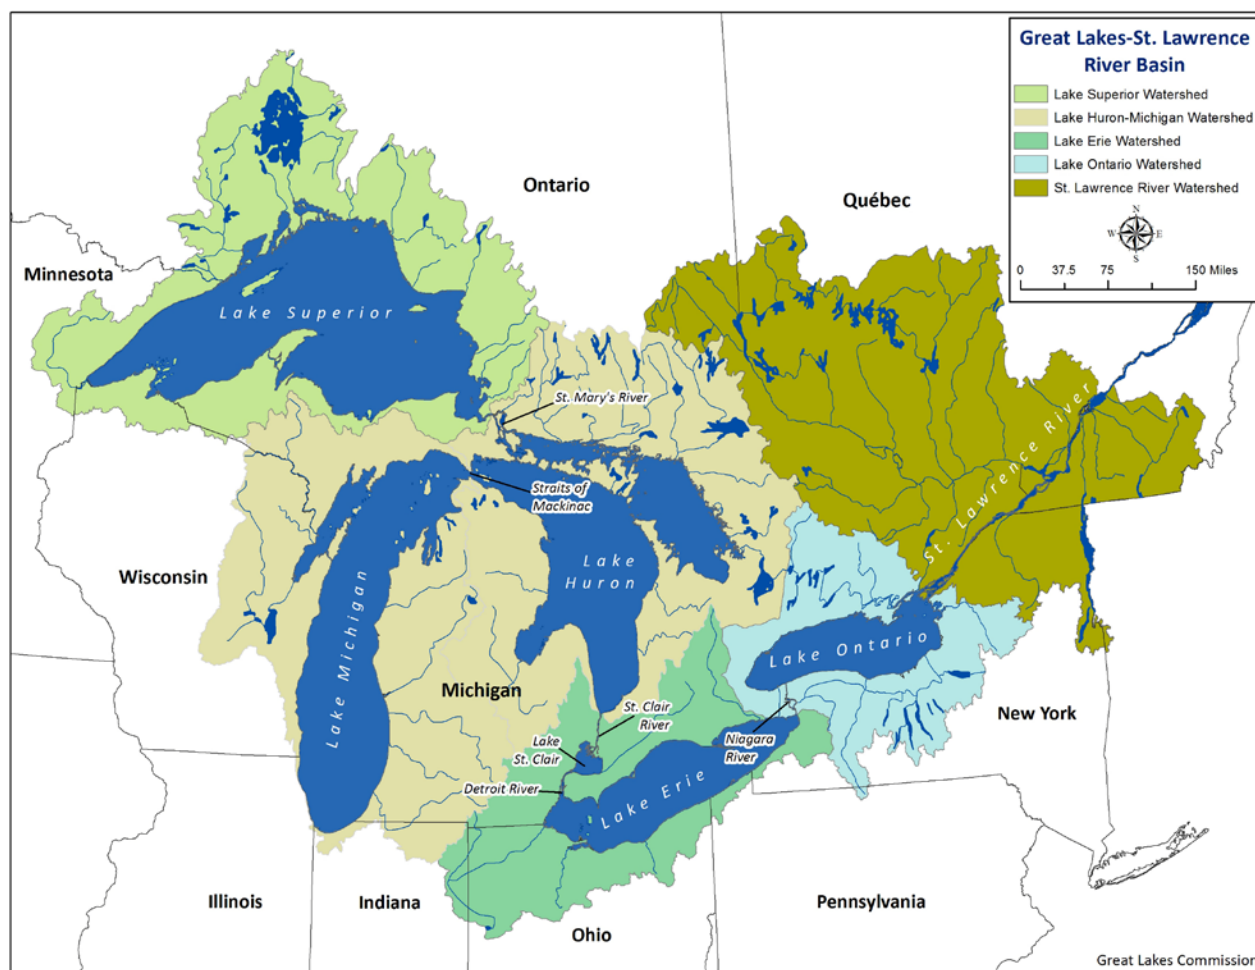 Great Lakes-St. Lawrence
River Basin
Lake Superior Watershed
Lake Huron-Michigan Watershed
Lake Erie Watershed
Lake Ontario Watershed
St. Lawrence River Watershed
N
W E
S
0 37.5 75 150 Miles
Ontario
Québec
Minnesota
Lake Superior
St. Mary's River
Straits of
Mackinac
St. Lawrence River
Wisconsin
Lake
Huron
Lake Michigan
Michigan
Lake Ontario
St. Clair
River
New York
Niagara
River
Lake
St. Clair
Detroit River
Lake Erie
Illinois
Indiana
Ohio
Pennsylvania
Great Lakes Commission